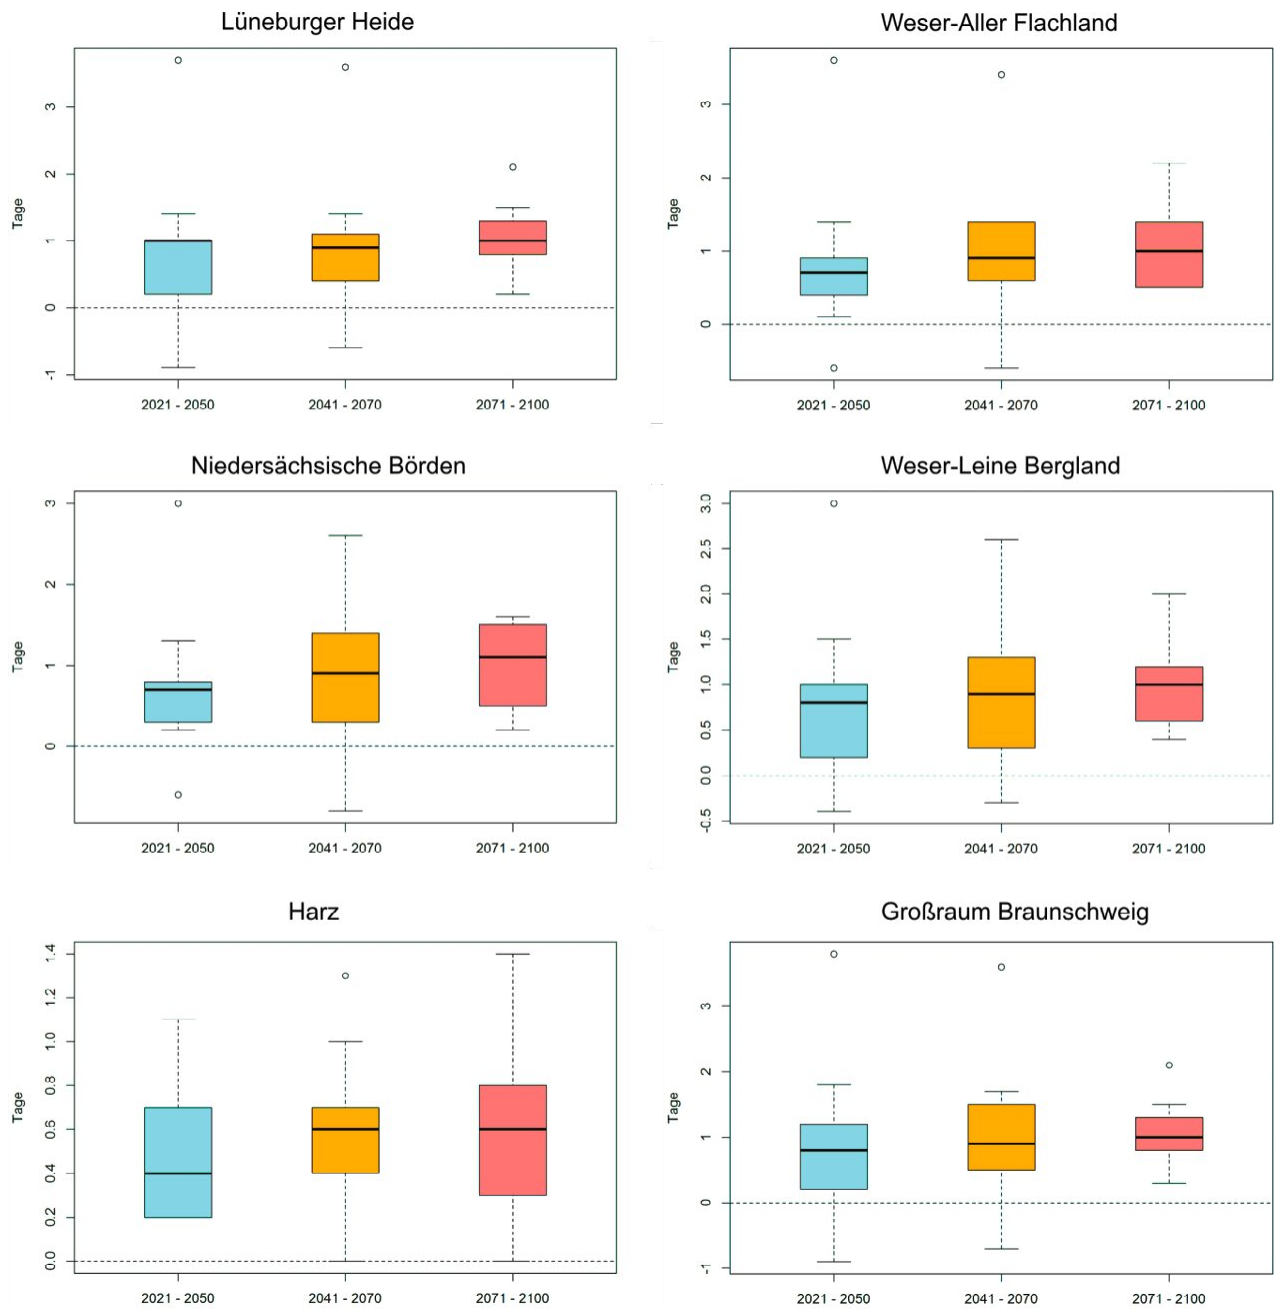 Lüneburger Heide
Tage
3
2
1
0
-1
2021 - 2050
2041 - 2070
2071 - 2100
Weser-Aller Flachland
Tage
3
2
1
0
2021 - 2050
2041 - 2070
2071 - 2100
Niedersächsische Börden
Tage
3
2
1
0
2021 - 2050
2041 - 2070
2071 - 2100
Weser-Leine Bergland
Tage
3.0
2.5
2.0
1.5
1.0
0.5
0.0
-0.5
2021 - 2050
2041 - 2070
2071 - 2100
Harz
Tage
1.4
1.2
1.0
0.8
0.6
0.4
0.2
0.0
2021 - 2050
2041 - 2070
2071 - 2100
Großraum Braunschweig
Tage
3
2
1
0
-1
2021 - 2050
2041 - 2070
2071 - 2100